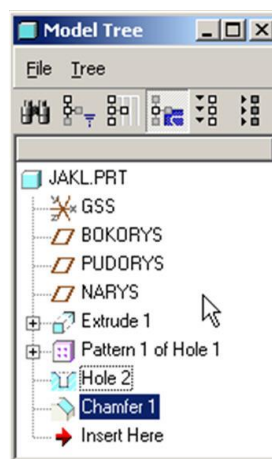 Model Tree
File Tree
JAKL.PRT
GSS
BOKORYS
PUDORYS
NARYS
Extrude 1
Pattern 1 of Hole 1
Hole 2
Chamfer 1
Insert Here